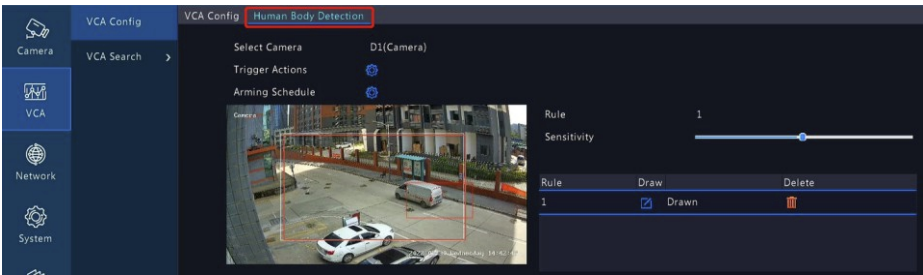 VCA Config Human Body Detection
VCA Config
Camera
VCA Search >
VCA
Network
System
Select Camera D1(Camera)
Trigger Actions
Arming Schedule
Camera
Rule 1
Sensitivity
Rule Draw Delete
1 Drawn